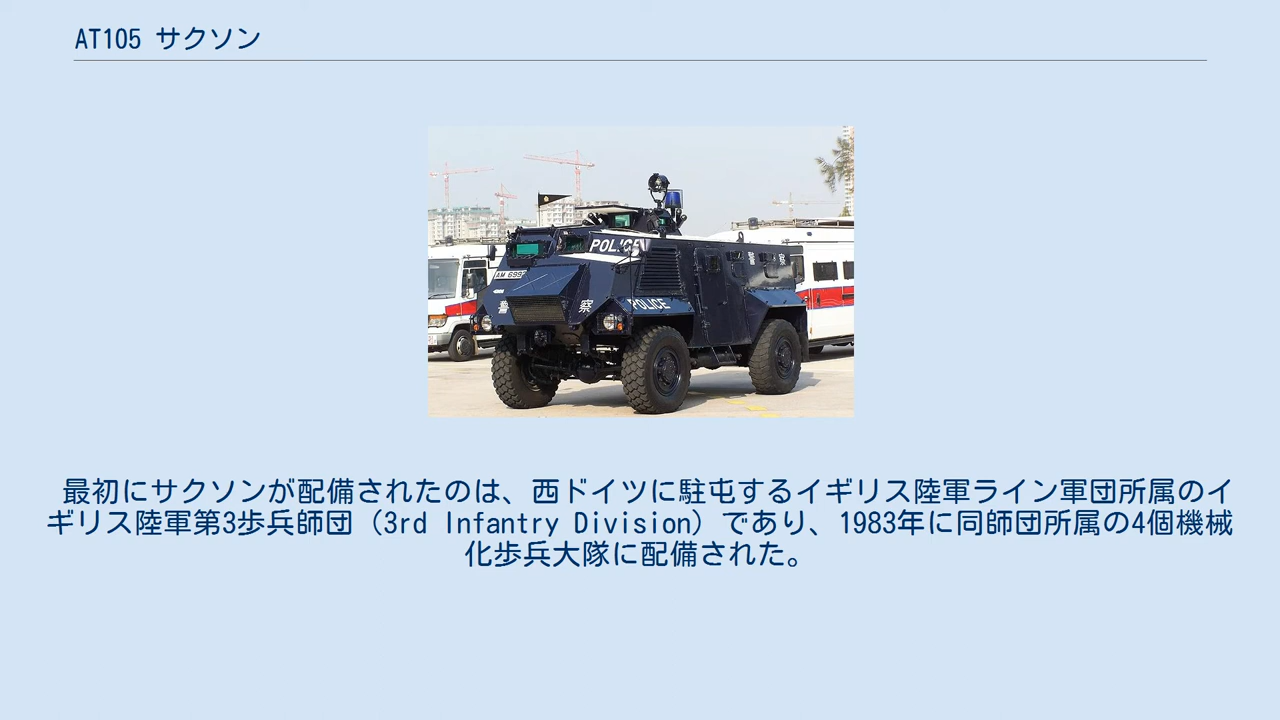 AT105 サクソン
POLICE
AM 699
警 察
POLICE
警察
最初にサクソンが配備されたのは、西ドイツに駐屯するイギリス陸軍ライン軍団所属のイ
ギリス陸軍第3歩兵師団（3rd Infantry Division）であり、1983年に同師団所属の4個機械
化歩兵大隊に配備された。